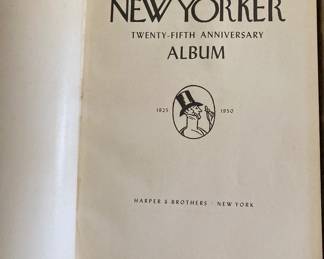 NEW YORKER
TWENTY-FIFTH ANNIVERSARY
ALBUM
1925 1950
HARPER & BROTHERS · NEW YORK